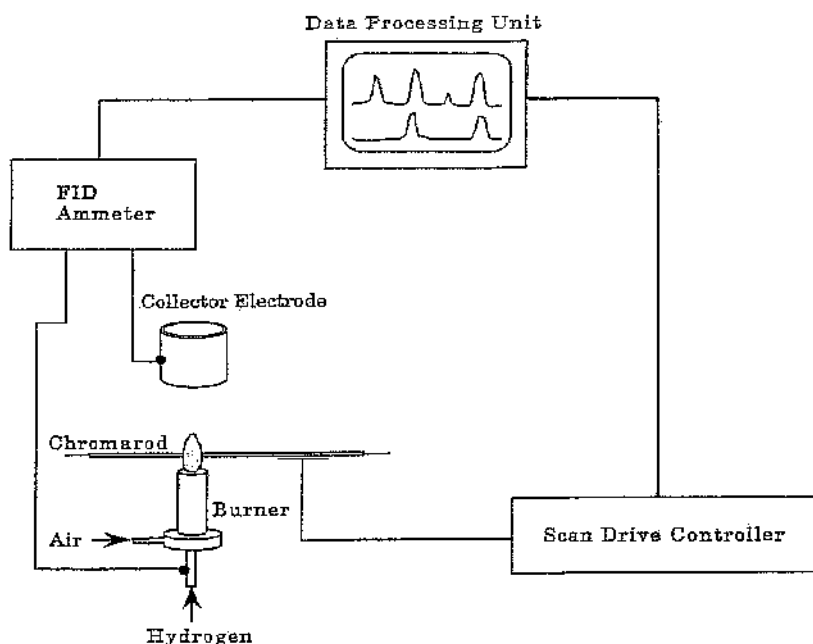 Data Processing Unit
FID
Ammeter
Collector Electrode
Chromarod
Burner
Air
Scan Drive Controller
Hydrogen